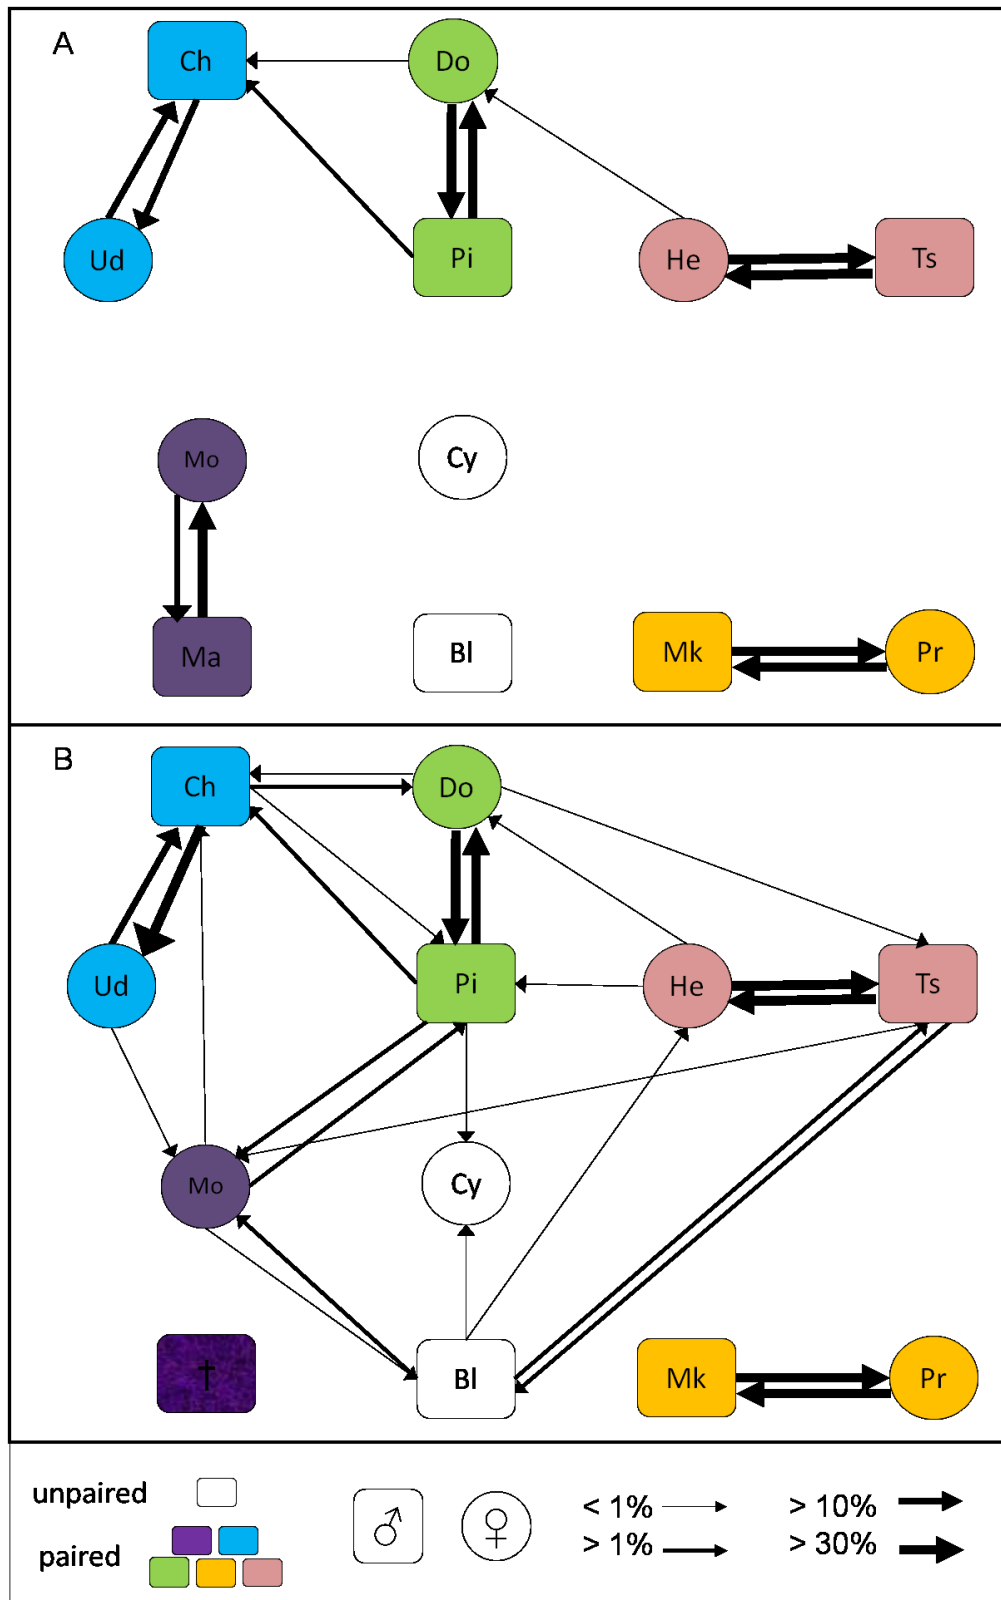 A
Ch
Do
Ud
Pi
He
Ts
Mo
Cy
Ma
Bl
Mk
Pr
B
Ch
Do
Ud
Pi
He
Ts
Mo
Cy
†
Bl
Mk
Pr
unpaired
paired
♂
♀
< 1%
> 1%
> 10%
> 30%